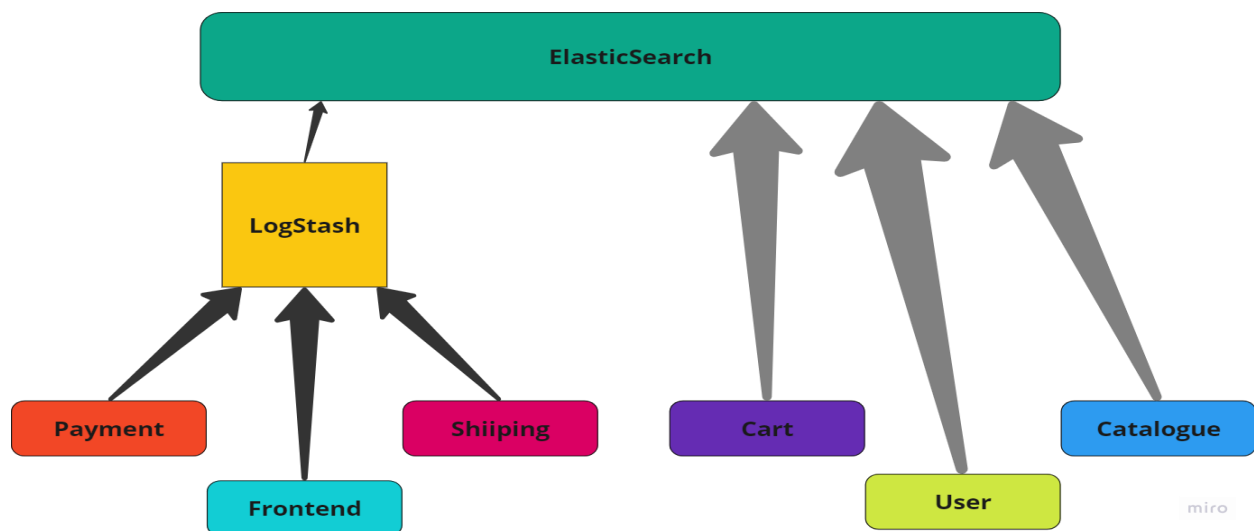 ElasticSearch
LogStash
Payment
Shiiping
Cart
Catalogue
Frontend
User
miro